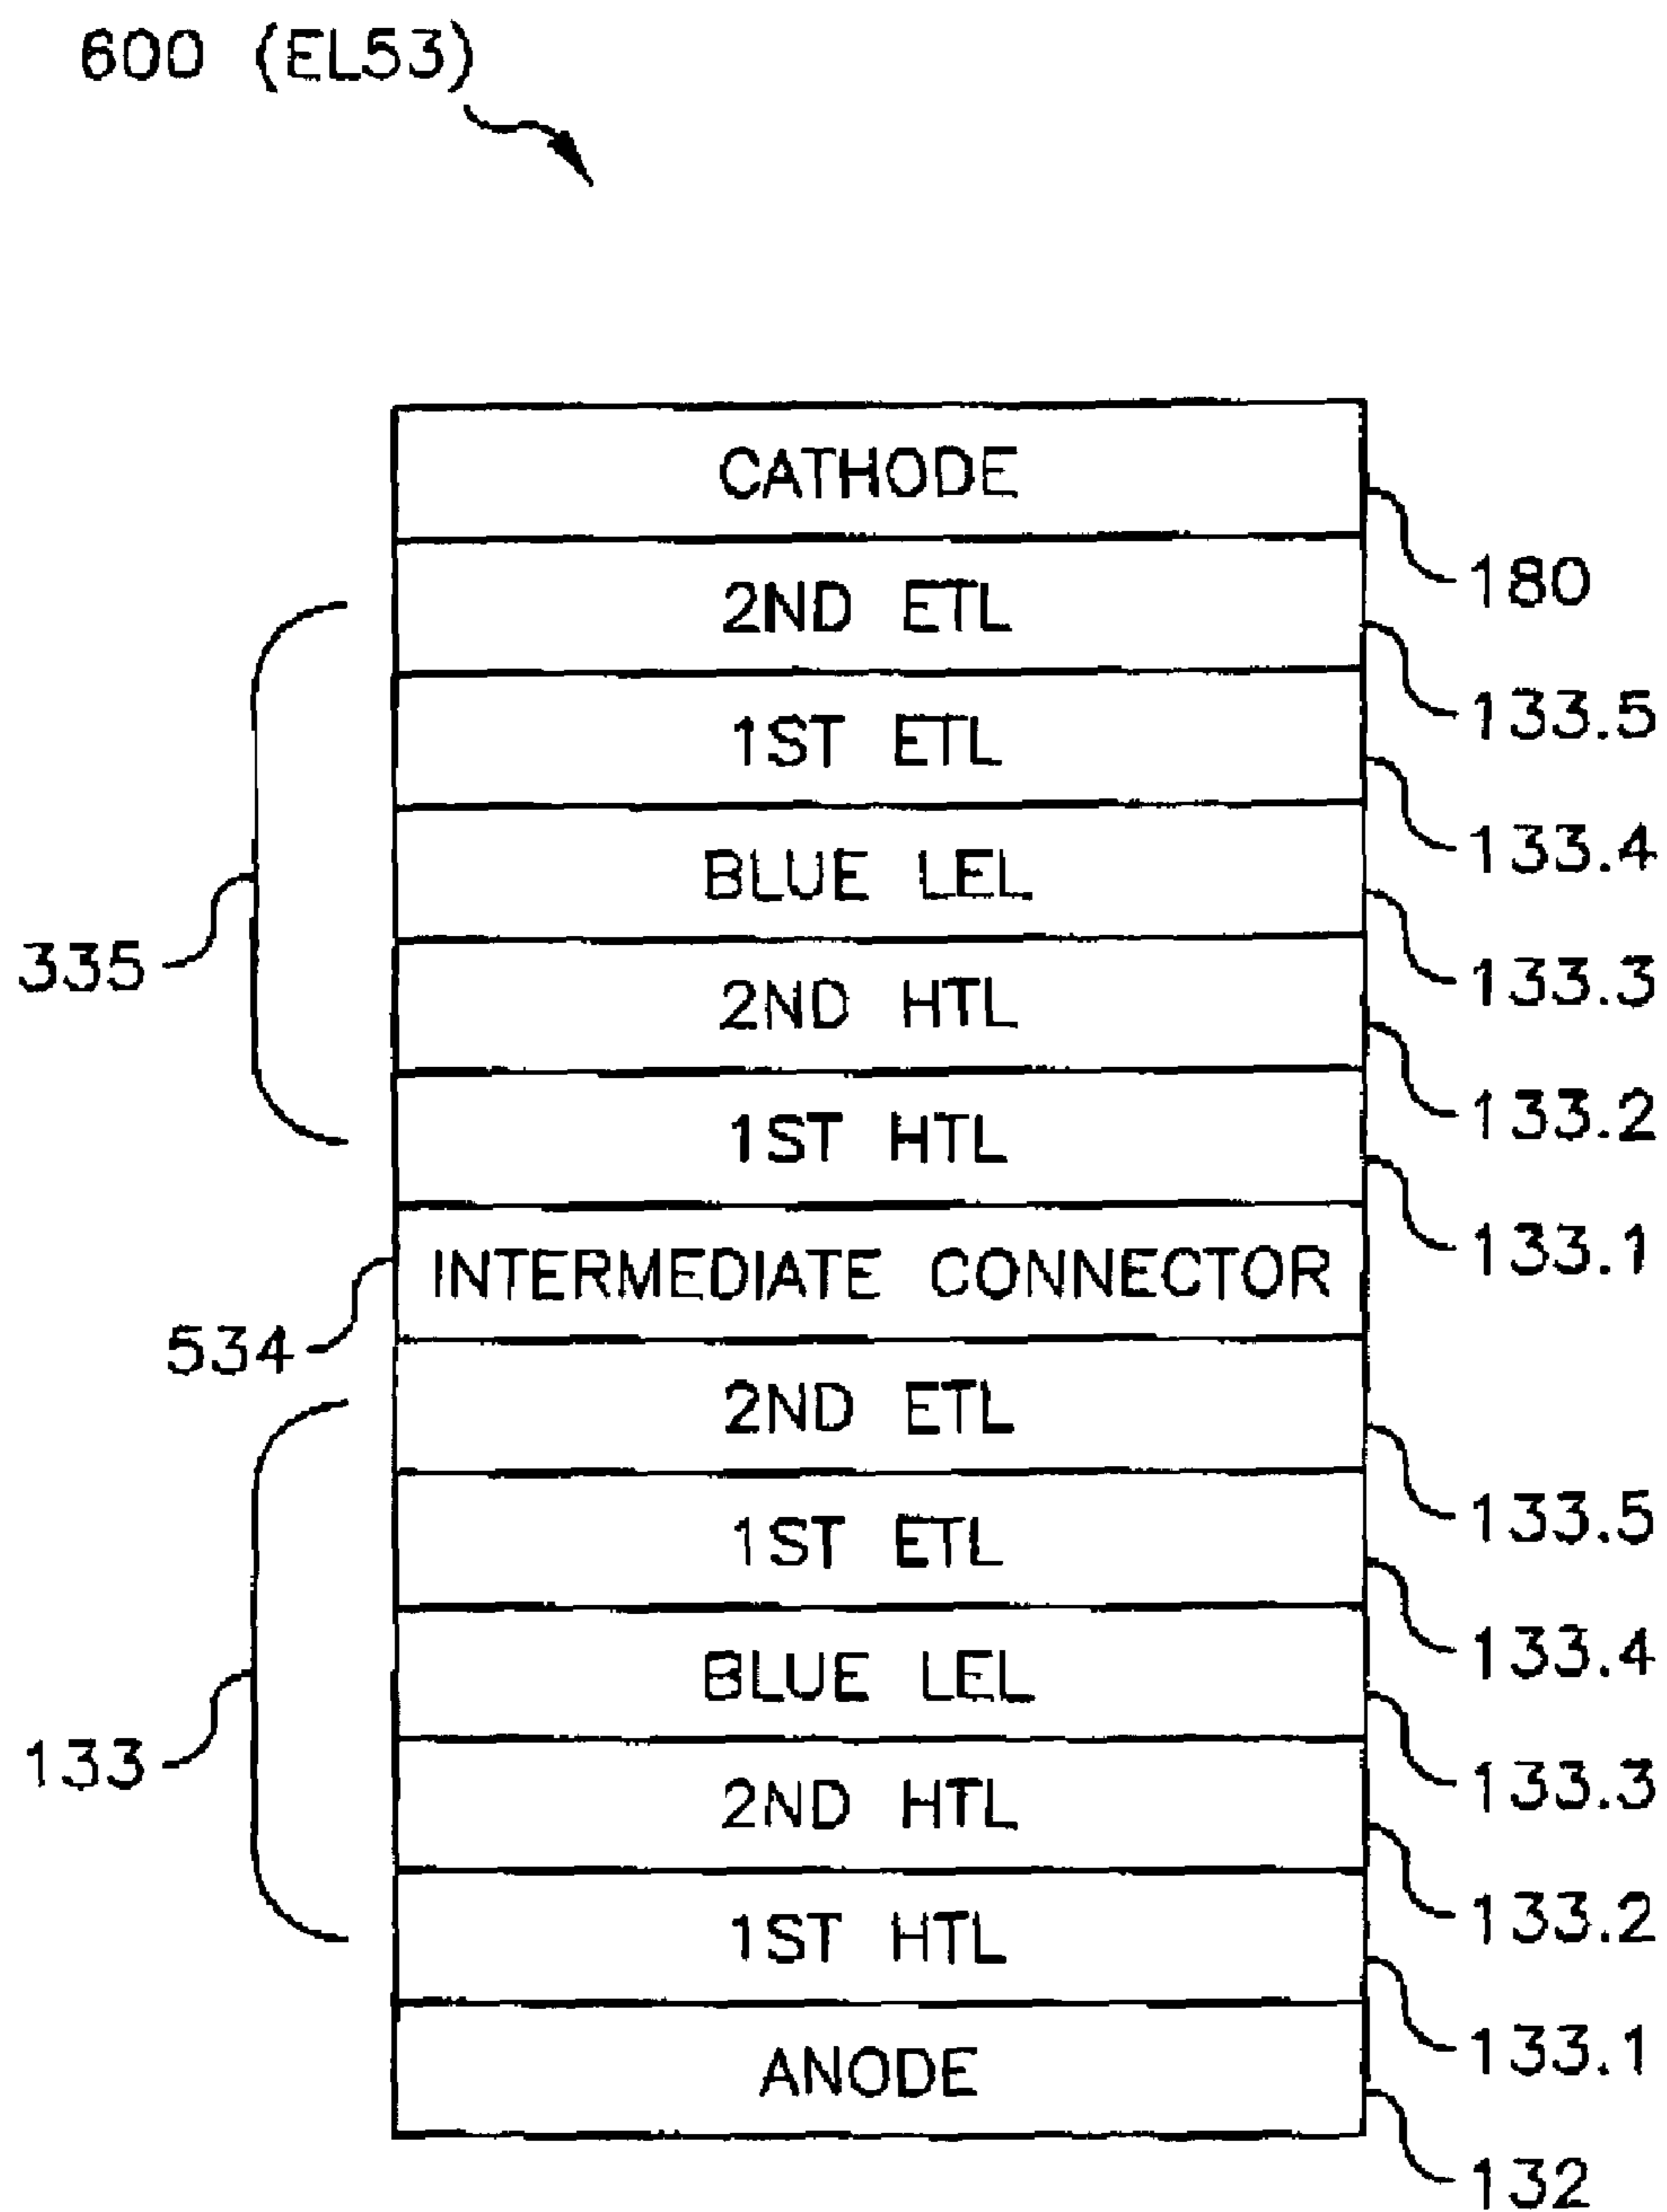 600 (EL53)
CATHODE
180
2ND ETL
133.5
1ST ETL
133.4
BLUE LEL
133.3
335
2ND HTL
133.2
1ST HTL
133.1
INTERMEDIATE CONNECTOR
534
2ND ETL
133.5
1ST ETL
133.4
BLUE LEL
133.3
133
2ND HTL
133.2
1ST HTL
133.1
ANODE
132